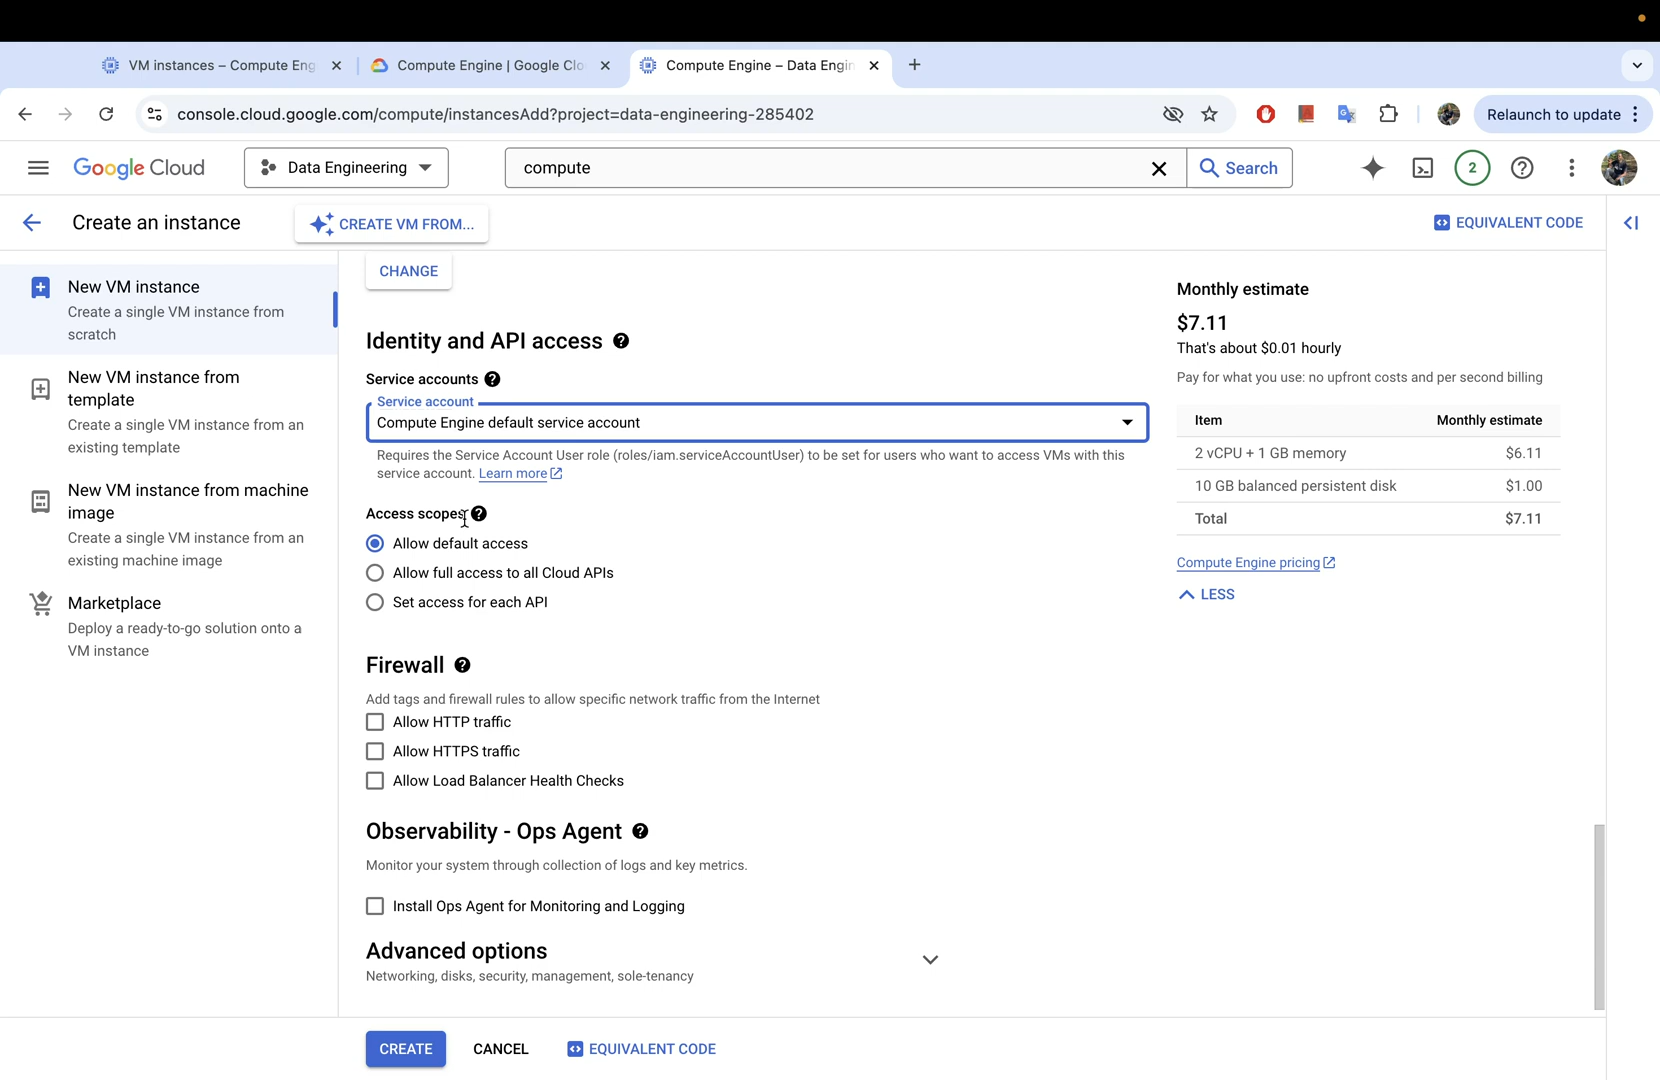 VM instances – Compute Eng
Compute Engine | Google Clo
Compute Engine – Data Engin
console.cloud.google.com/compute/instancesAdd?project=data-engineering-285402
Relaunch to update
Google Cloud
Data Engineering
compute
Search
2
Create an instance
CREATE VM FROM...
EQUIVALENT CODE
New VM instance
Create a single VM instance from
scratch
New VM instance from
template
Create a single VM instance from an
existing template
New VM instance from machine
image
Create a single VM instance from an
existing machine image
Marketplace
Deploy a ready-to-go solution onto a
VM instance
CHANGE
Identity and API access
Service accounts
Service account
Compute Engine default service account
Requires the Service Account User role (roles/iam.serviceAccountUser) to be set for users who want to access VMs with this
service account. Learn more
Access scopes
Allow default access
Allow full access to all Cloud APIs
Set access for each API
Firewall
Add tags and firewall rules to allow specific network traffic from the Internet
Allow HTTP traffic
Allow HTTPS traffic
Allow Load Balancer Health Checks
Observability - Ops Agent
Monitor your system through collection of logs and key metrics.
Install Ops Agent for Monitoring and Logging
Advanced options
Networking, disks, security, management, sole-tenancy
CREATE
CANCEL
EQUIVALENT CODE
Monthly estimate
$7.11
That's about $0.01 hourly
Pay for what you use: no upfront costs and per second billing
Item Monthly estimate
2 vCPU + 1 GB memory $6.11
10 GB balanced persistent disk $1.00
Total $7.11
Compute Engine pricing
LESS